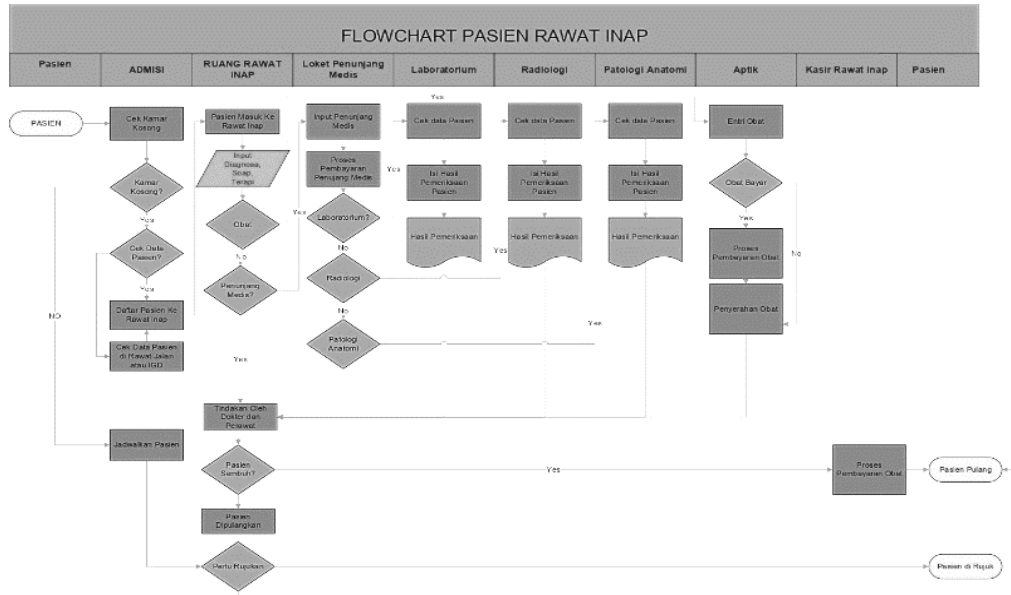 FLOWCHART PASIEN RAWAT INAP
Pasien
ADMISI
RUANG RAWAT
INAP
Loket Penunjang
Medis
Laboratorium
Radiologi
Patologi Anatomi
Aptik
Kasir Rawat Inap
Pasien
PASIEN
Cek Kamar
Kosong
Kamar
Kosong?
Yes
Cek Data
Pasien?
Yes
Daftar Pasien Ke
Rawat Inap
Cek Data Pasien
di Rawat Jalan
atau IGD
NO
Jadwalkan Pasien
Pasien Masuk Ke
Rawat Inap
Input
Diagnosa,
Soap,
Terapi
Obat
No
Penunjang
Medis?
Yes
Yes
Tindakan Oleh
Dokter dan
Perawat
Pasien
Sembuh?
Yes
Pasien
Dipulangkan
Perlu Rujukan
Input Penunjang
Medis
Proses
Pembayaran
Penujang Medis
Yes
Laboratorium?
No
Radiologi
No
Patologi
Anatomi
Yes
Cek data Pasien
Isi Hasil
Pemeriksaan
Pasien
Hasil Pemeriksaan
Yes
Cek data Pasien
Isi Hasil
Pemeriksaan
Pasien
Hasil Pemeriksaan
Yes
Cek data Pasien
Isi Hasil
Pemeriksaan
Pasien
Hasil Pemeriksaan
Entri Obat
Obat Bayar
Yes
No
Proses
Pembayaran Obat
Penyerahan Obat
Proses
Pembayaran Obat
Pasien Pulang
Pasien di Rujuk